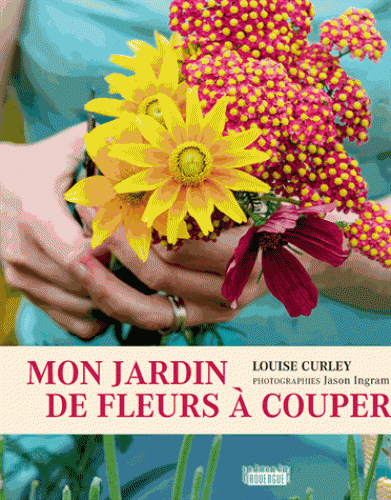 MON JARDIN
DE FLEURS À COUPER
LOUISE CURLEY
PHOTOGRAPHIES Jason Ingram
ROUERGUE